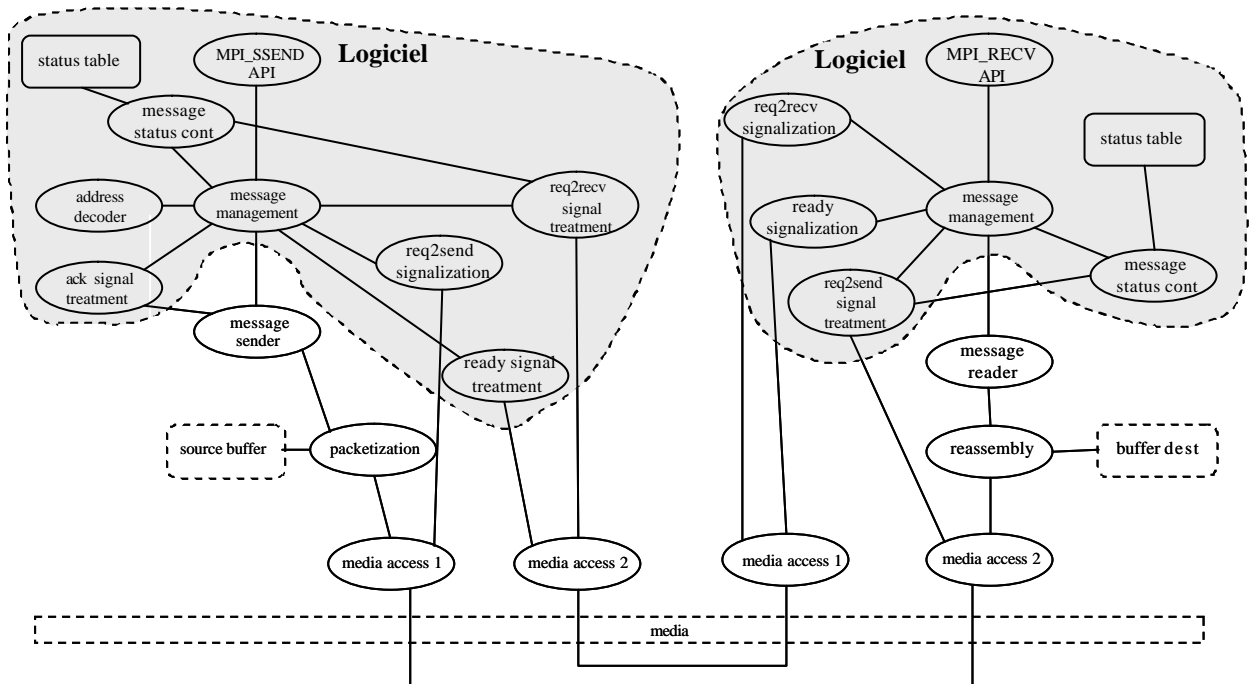 status table
MPI_SSEND
API
Logiciel
message
status cont
address
decoder
message
management
req2recv
signal
treatment
ack signal
treatment
req2send
signalization
message
sender
ready signal
treatment
source buffer
packetization
media access 1
media access 2
Logiciel
MPI_RECV
API
req2recv
signalization
status table
ready
signalization
message
management
req2send
signal
treatment
message
status cont
message
reader
reassembly
buffer dest
media access 1
media access 2
media